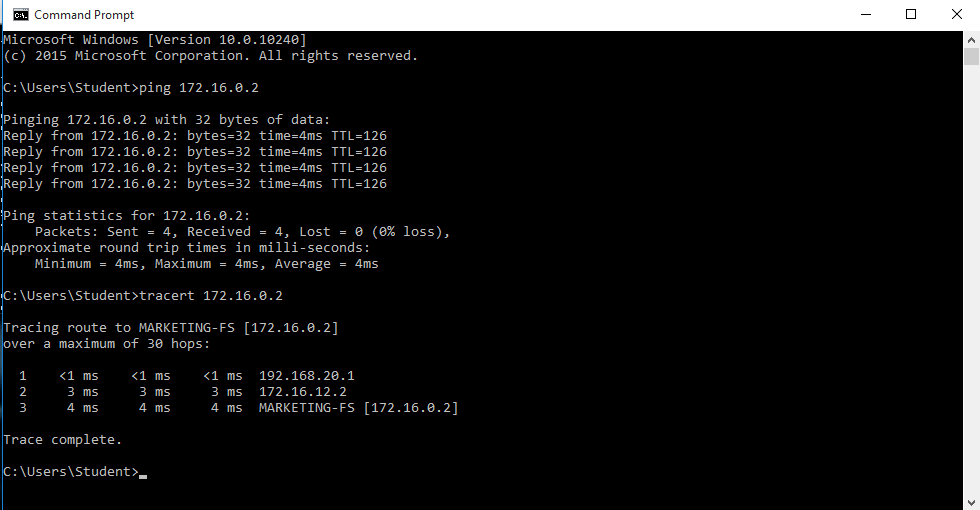 Command Prompt
Microsoft Windows [Version 10.0.10240]
(c) 2015 Microsoft Corporation. All rights reserved.
C:\Users\Student>ping 172.16.0.2
Pinging 172.16.0.2 with 32 bytes of data:
Reply from 172.16.0.2: bytes=32 time=4ms TTL=126
Reply from 172.16.0.2: bytes=32 time=4ms TTL=126
Reply from 172.16.0.2: bytes=32 time=4ms TTL=126
Reply from 172.16.0.2: bytes=32 time=4ms TTL=126
Ping statistics for 172.16.0.2:
    Packets: Sent = 4, Received = 4, Lost = 0 (0% loss),
Approximate round trip times in milli-seconds:
    Minimum = 4ms, Maximum = 4ms, Average = 4ms
C:\Users\Student>tracert 172.16.0.2
Tracing route to MARKETING-FS [172.16.0.2]
over a maximum of 30 hops:
  1    <1 ms    <1 ms    <1 ms  192.168.20.1
  2     3 ms     3 ms     3 ms  172.16.12.2
  3     4 ms     4 ms     4 ms  MARKETING-FS [172.16.0.2]
Trace complete.
C:\Users\Student>